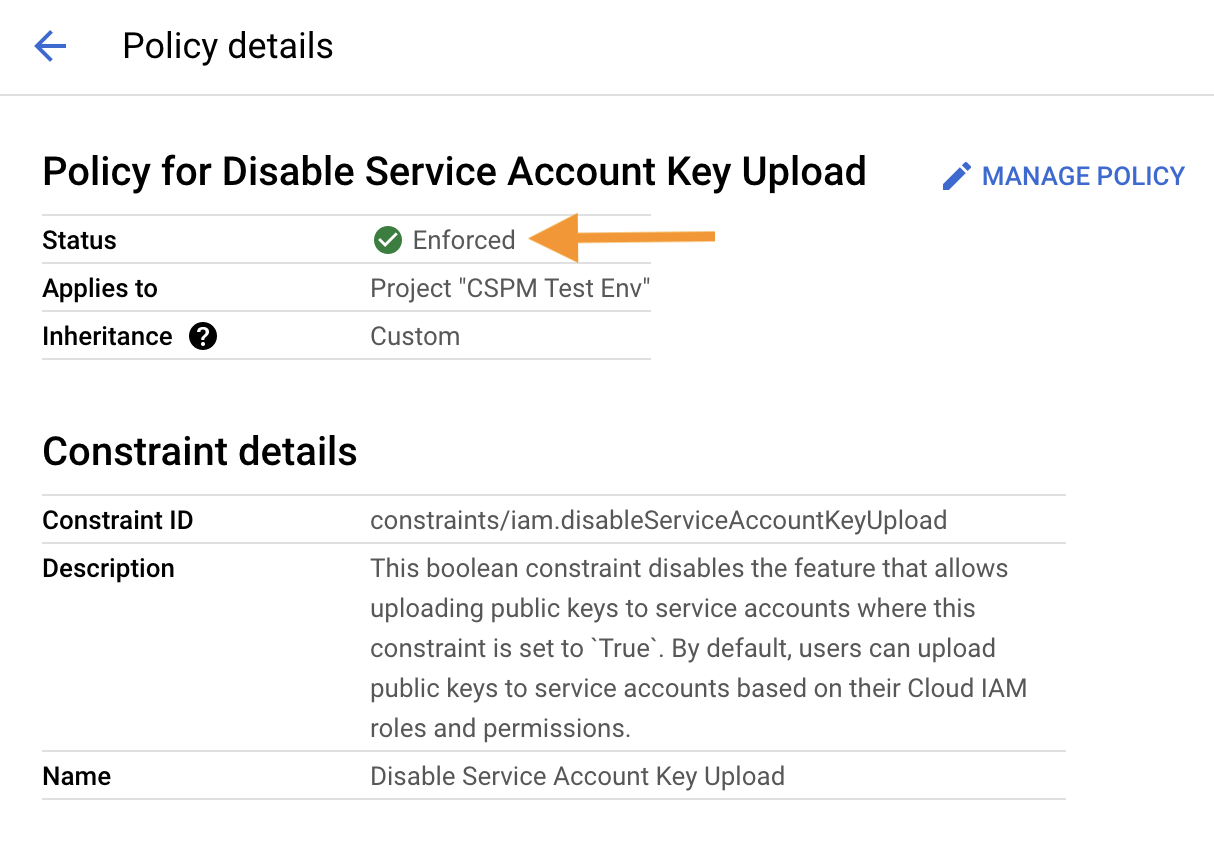 Policy details
Policy for Disable Service Account Key Upload
MANAGE POLICY
Status Enforced
Applies to Project "CSPM Test Env"
Inheritance ? Custom
Constraint details
Constraint ID constraints/iam.disableServiceAccountKeyUpload
Description This boolean constraint disables the feature that allows
uploading public keys to service accounts where this
constraint is set to `True`. By default, users can upload
public keys to service accounts based on their Cloud IAM
roles and permissions.
Name Disable Service Account Key Upload